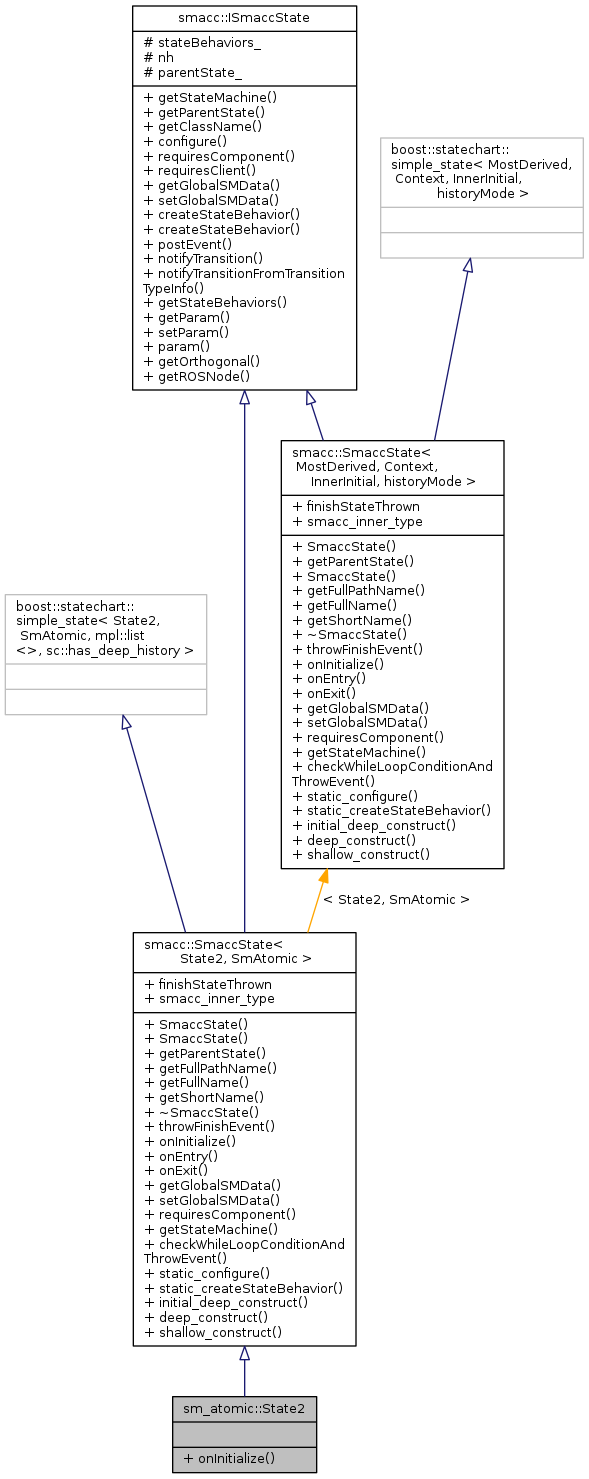 smacc::ISmaccState
# stateBehaviors_
# nh
# parentState_
+ getStateMachine()
+ getParentState()
+ getClassName()
+ configure()
+ requiresComponent()
+ requiresClient()
+ getGlobalSMData()
+ setGlobalSMData()
+ createStateBehavior()
+ createStateBehavior()
+ postEvent()
+ notifyTransition()
+ notifyTransitionFromTransition
TypeInfo()
+ getStateBehaviors()
+ getParam()
+ setParam()
+ param()
+ getOrthogonal()
+ getROSNode()
boost::statechart::
simple_state< MostDerived,
Context, InnerInitial,
historyMode >
smacc::SmaccState<
MostDerived, Context,
InnerInitial, historyMode >
+ finishStateThrown
+ smacc_inner_type
+ SmaccState()
+ getParentState()
+ SmaccState()
+ getFullPathName()
+ getFullName()
+ getShortName()
+ ~SmaccState()
+ throwFinishEvent()
+ onInitialize()
+ onEntry()
+ onExit()
+ getGlobalSMData()
+ setGlobalSMData()
+ requiresComponent()
+ getStateMachine()
+ checkWhileLoopConditionAnd
ThrowEvent()
+ static_configure()
+ static_createStateBehavior()
+ initial_deep_construct()
+ deep_construct()
+ shallow_construct()
boost::statechart::
simple_state< State2,
SmAtomic, mpl::list
<>, sc::has_deep_history >
< State2, SmAtomic >
smacc::SmaccState<
State2, SmAtomic >
+ finishStateThrown
+ smacc_inner_type
+ SmaccState()
+ SmaccState()
+ getParentState()
+ getFullPathName()
+ getFullName()
+ getShortName()
+ ~SmaccState()
+ throwFinishEvent()
+ onInitialize()
+ onEntry()
+ onExit()
+ getGlobalSMData()
+ setGlobalSMData()
+ requiresComponent()
+ getStateMachine()
+ checkWhileLoopConditionAnd
ThrowEvent()
+ static_configure()
+ static_createStateBehavior()
+ initial_deep_construct()
+ deep_construct()
+ shallow_construct()
sm_atomic::State2
+ onInitialize()